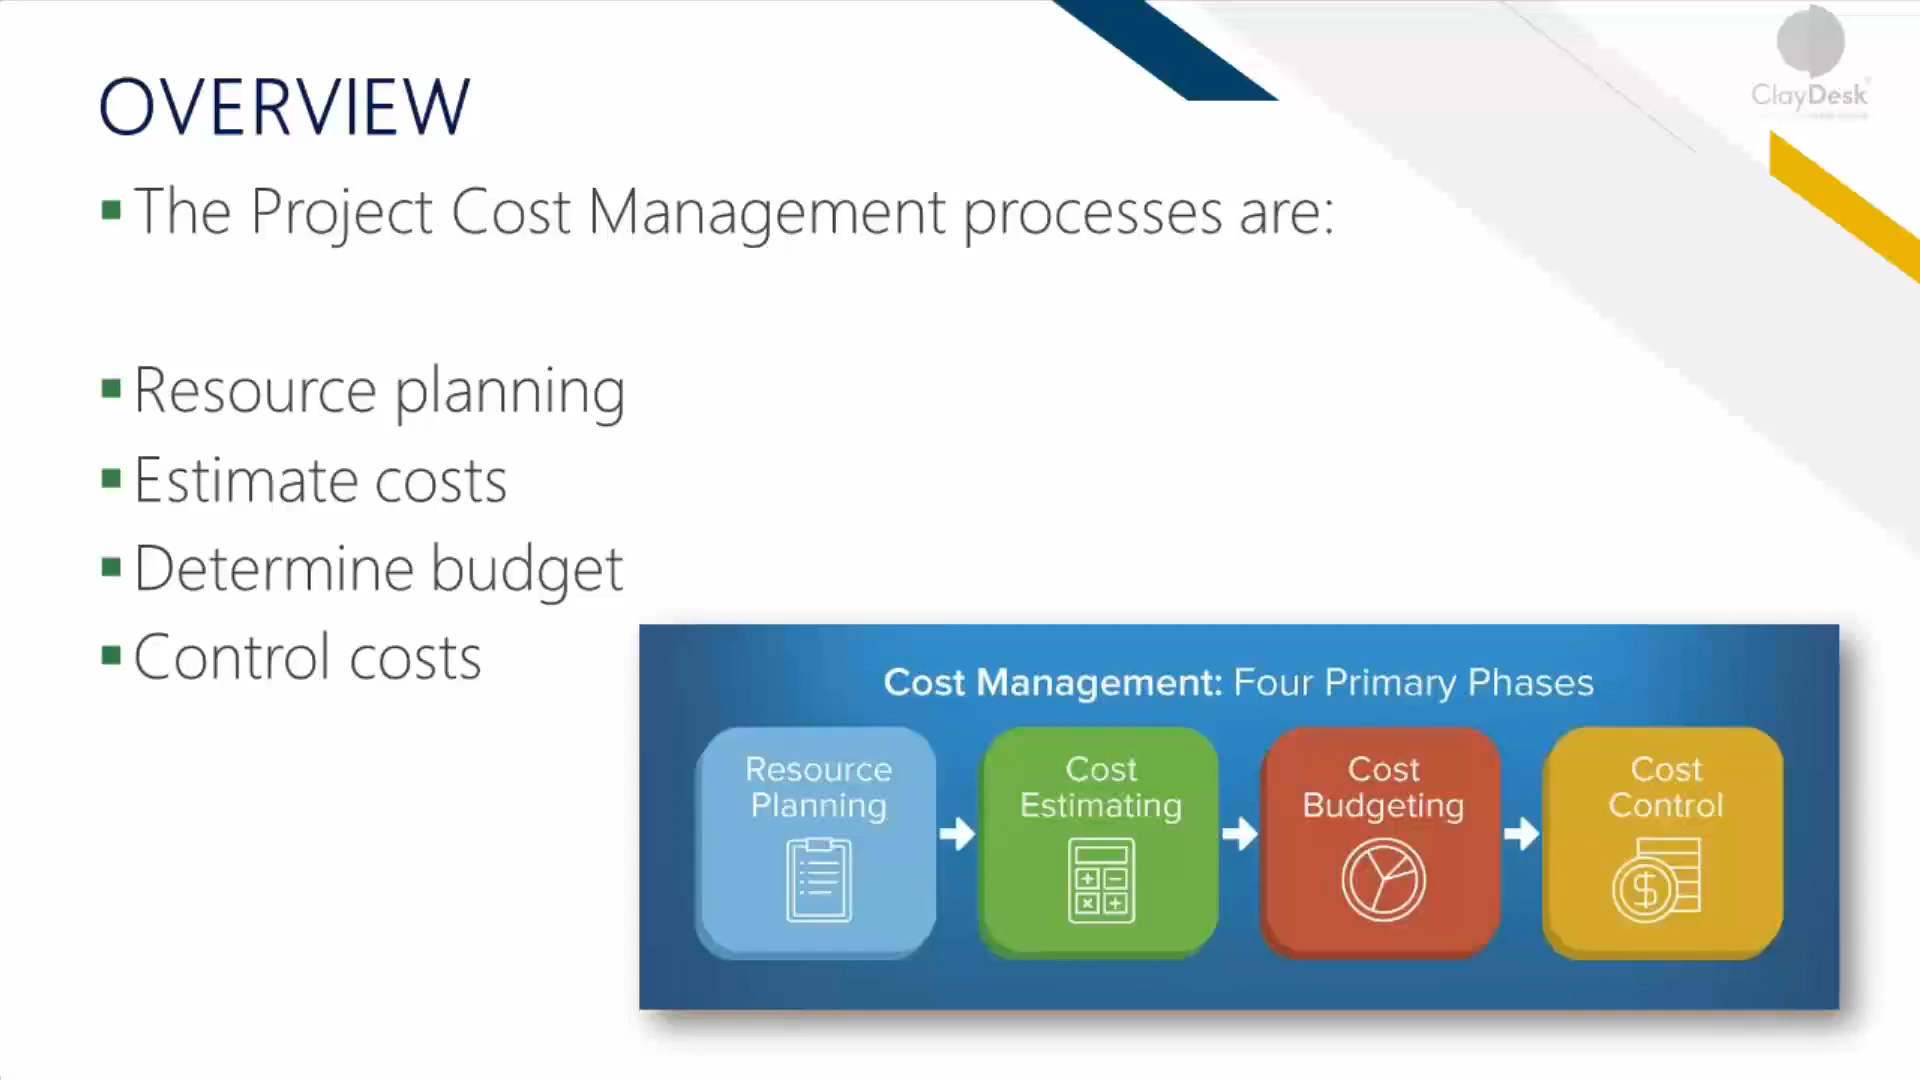 ClayDesk
OVERVIEW
The Project Cost Management processes are:
Resource planning
Estimate costs
Determine budget
Control costs
Cost Management: Four Primary Phases
Resource
Planning
Cost
Estimating
Cost
Budgeting
Cost
Control